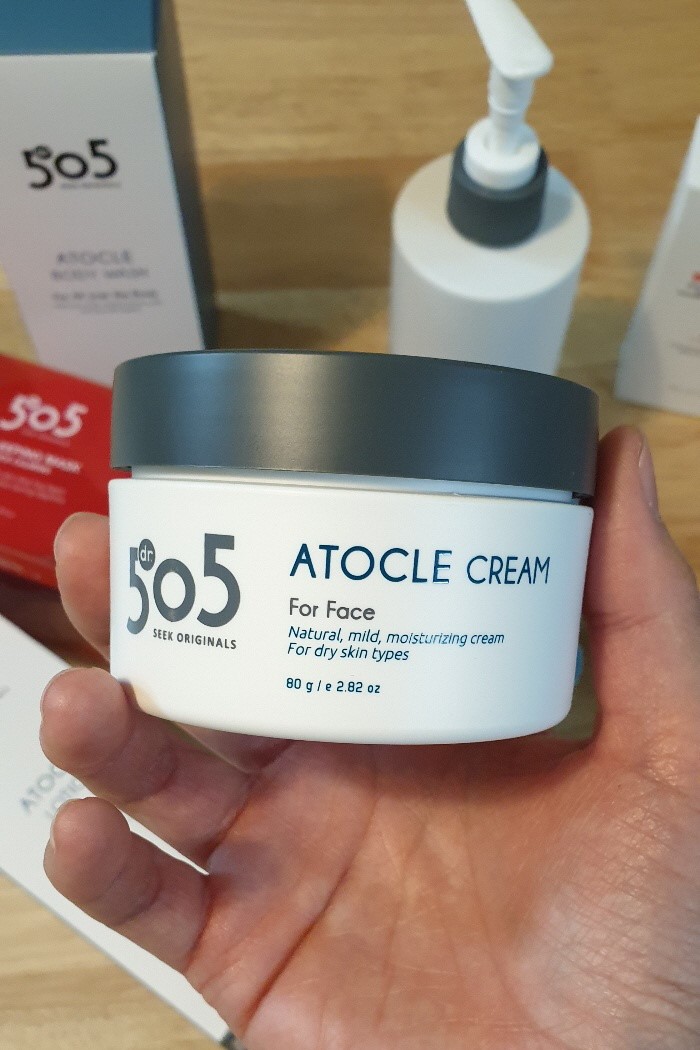 5o5
ATOCLE
BODY WASH
5o5
dr
5o5
SEEK ORIGINALS
ATOCLE CREAM
For Face
Natural, mild, moisturizing cream
For dry skin types
80 g / e 2.82 oz